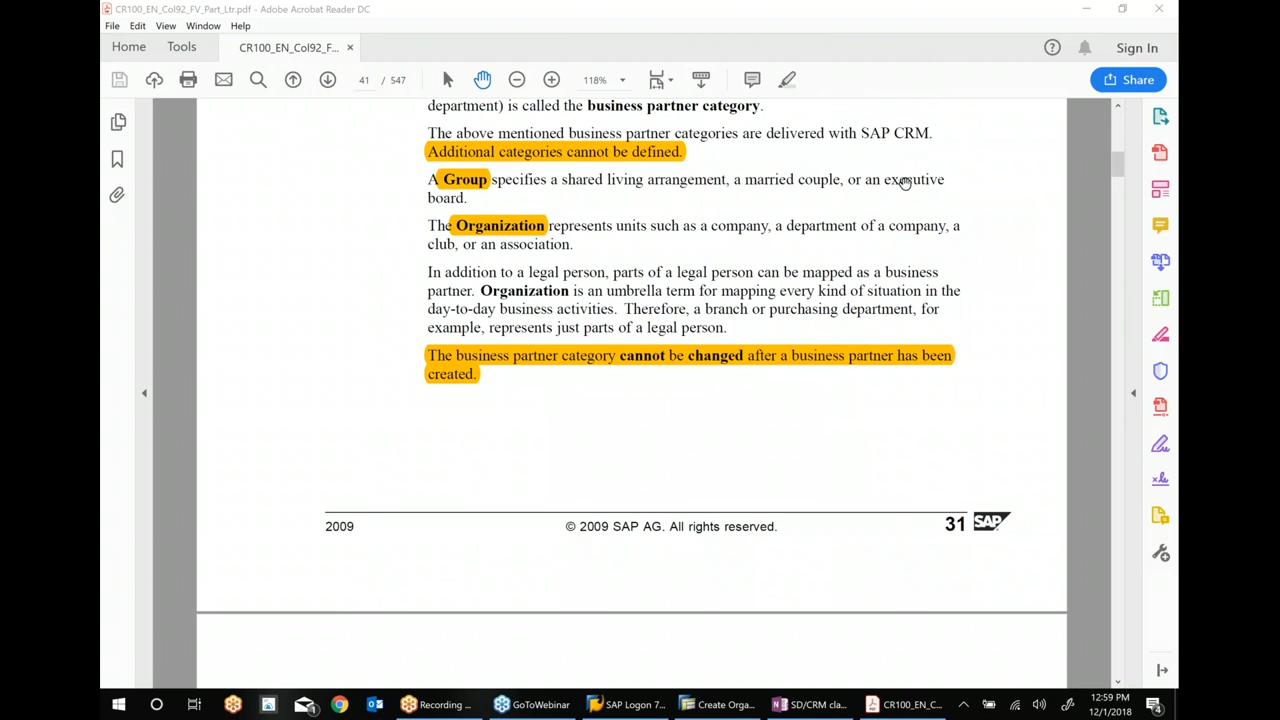 CR100_EN_Col92_FV_Part_Ltr.pdf - Adobe Acrobat Reader DC
File Edit View Window Help
Home Tools CR100_EN_Col92_F... × Sign In
41 / 547 118% Share
department) is called the business partner category.
The above mentioned business partner categories are delivered with SAP CRM.
Additional categories cannot be defined.
A Group specifies a shared living arrangement, a married couple, or an executive
board.
The Organization represents units such as a company, a department of a company, a
club, or an association.
In addition to a legal person, parts of a legal person can be mapped as a business
partner. Organization is an umbrella term for mapping every kind of situation in the
day-to-day business activities. Therefore, a branch or purchasing department, for
example, represents just parts of a legal person.
The business partner category cannot be changed after a business partner has been
created.
2009 © 2009 SAP AG. All rights reserved. 31 SAP
Recording ... GoToWebinar SAP Logon 7... Create Orga... SD/CRM cla... CR100_EN_C... 12:59 PM
12/1/2018 4